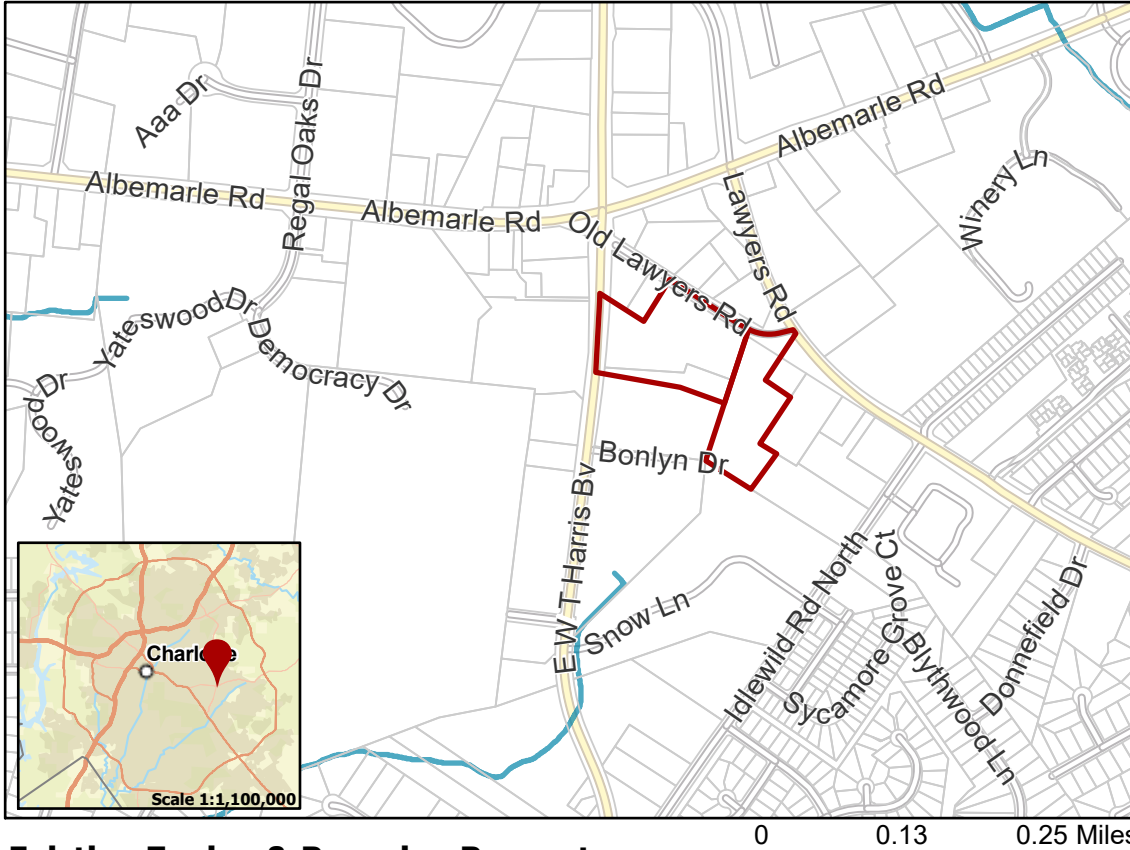 Aaa Dr
Regal Oaks Dr
Albemarle Rd
Albemarle Rd
Albemarle Rd
Old Lawyers Rd
Lawyers Rd
Winery Ln
Yateswood Dr
Democracy Dr
Yateswood Dr
Bonlyn Dr
E W T Harris Bv
Snow Ln
Idlewild Rd North
Sycamore Grove Ct
Blythwood Ln
Donnefield Dr
Scale 1:1,100,000
0 0.13 0.25 Miles